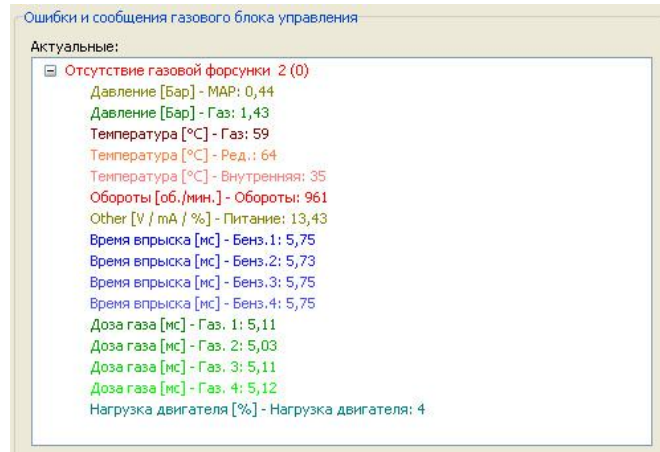 Ошибки и сообщения газового блока управления
Актуальные:
Отсутствие газовой форсунки 2 (0)
Давление [Бар] - MAP: 0,44
Давление [Бар] - Газ: 1,43
Температура [°C] - Газ: 59
Температура [°C] - Ред.: 64
Температура [°C] - Внутренняя: 35
Обороты [об./мин.] - Обороты: 961
Other [V / mA / %] - Питание: 13,43
Время впрыска [мс] - Бенз.1: 5,75
Время впрыска [мс] - Бенз.2: 5,73
Время впрыска [мс] - Бенз.3: 5,75
Время впрыска [мс] - Бенз.4: 5,75
Доза газа [мс] - Газ. 1: 5,11
Доза газа [мс] - Газ. 2: 5,03
Доза газа [мс] - Газ. 3: 5,11
Доза газа [мс] - Газ. 4: 5,12
Нагрузка двигателя [%] - Нагрузка двигателя: 4